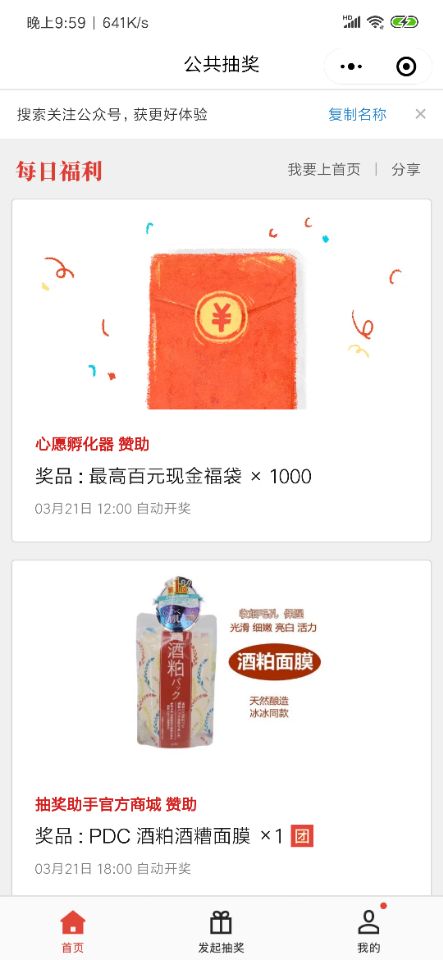 晚上9:59 | 641K/s
HD
公共抽奖
搜索关注公众号，获更好体验
复制名称
每日福利
我要上首页 | 分享
¥
心愿孵化器 赞助
奖品 : 最高百元现金福袋 × 1000
03月21日 12:00 自动开奖
光滑 细嫩 亮白 活力
酒粕面膜
天然酿造
冰冰同款
酒粕
パック
抽奖助手官方商城 赞助
奖品 : PDC 酒粕酒糟面膜 ×1 团
03月21日 18:00 自动开奖
首页
发起抽奖
我的